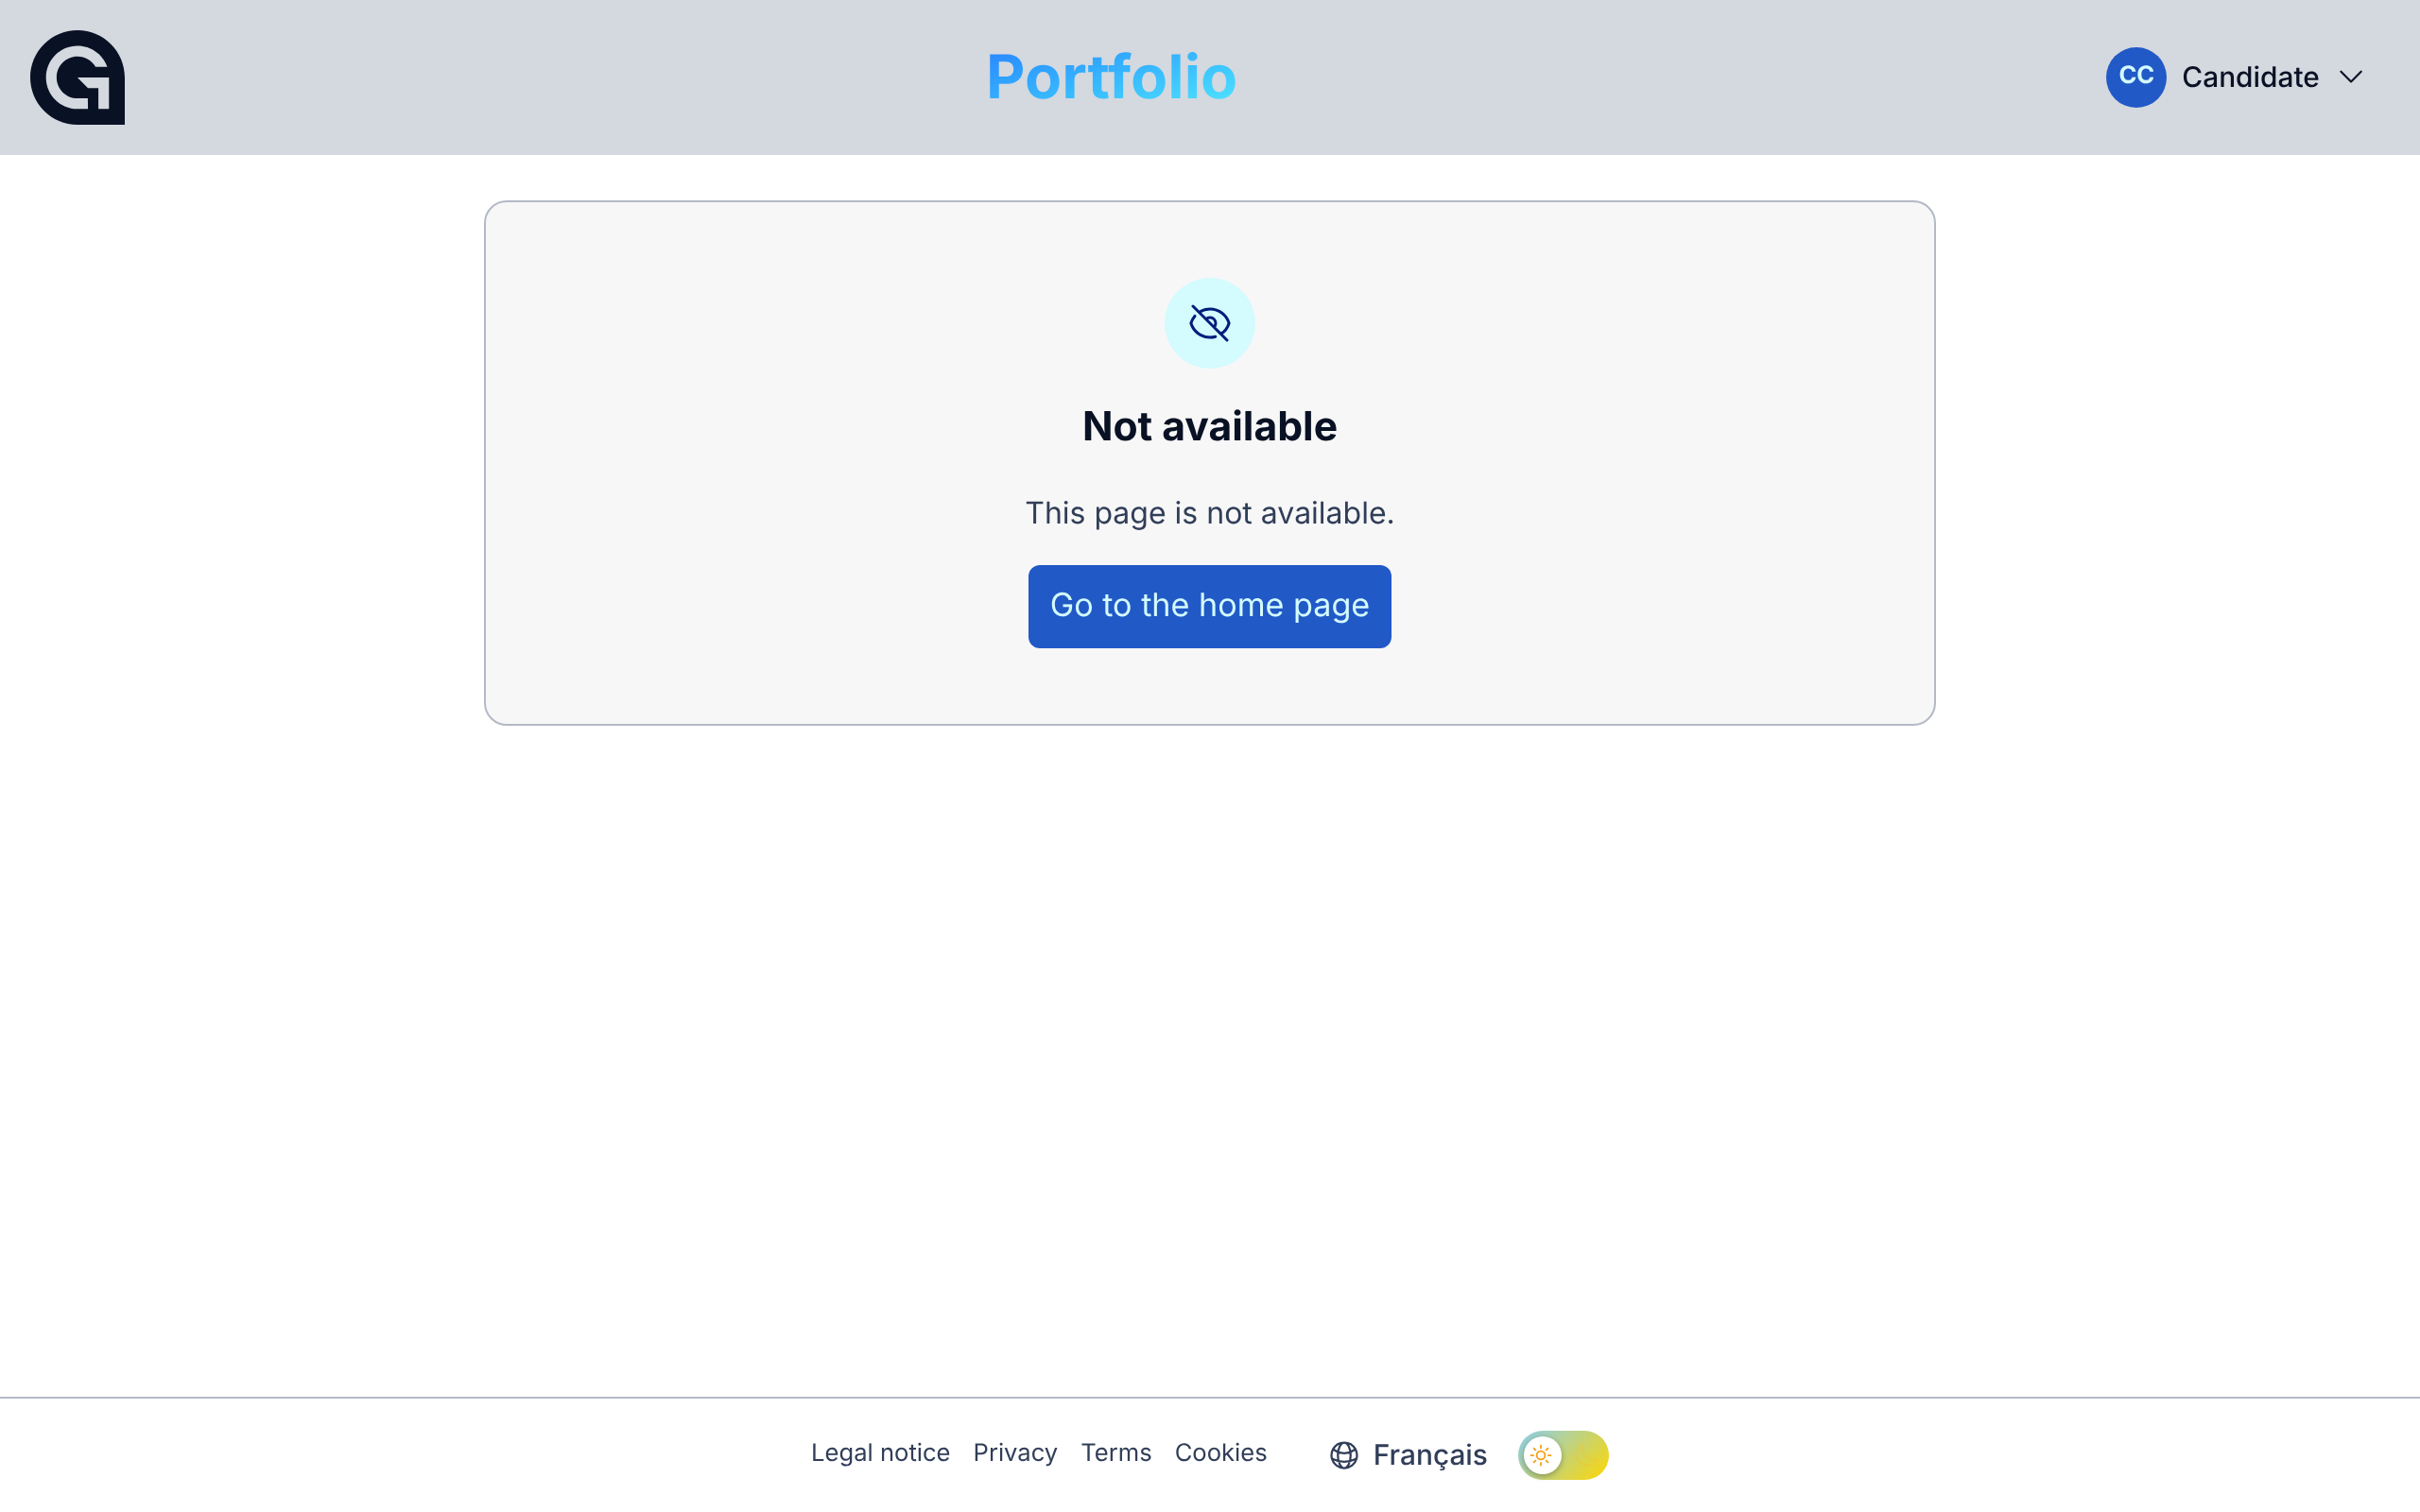 Portfolio
CC Candidate
Not available
This page is not available.
Go to the home page
Legal notice Privacy Terms Cookies Français